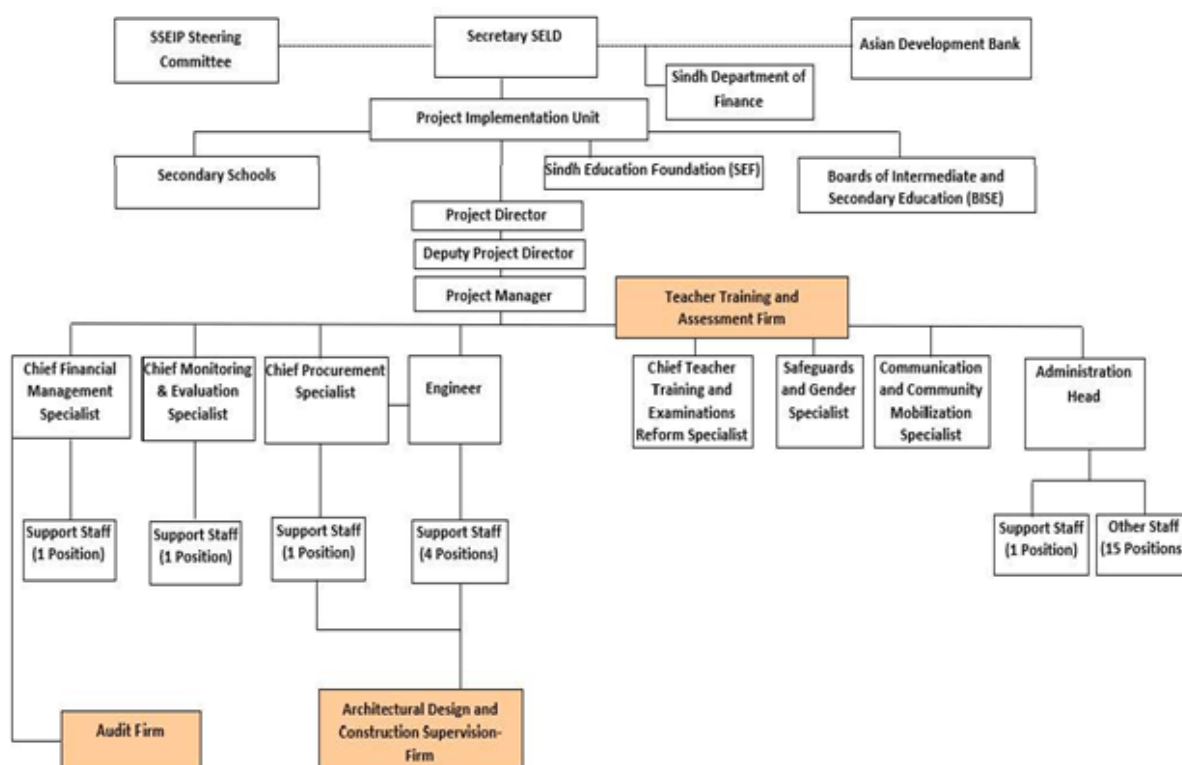 SSEIP Steering
Committee
Secretary SELD
Asian Development Bank
Sindh Department of
Finance
Project Implementation Unit
Secondary Schools
Sindh Education Foundation (SEF)
Boards of Intermediate and
Secondary Education (BISE)
Project Director
Deputy Project Director
Project Manager
Teacher Training and
Assessment Firm
Chief Financial
Management
Specialist
Chief Monitoring
& Evaluation
Specialist
Chief Procurement
Specialist
Engineer
Chief Teacher
Training and
Examinations
Reform Specialist
Safeguards
and Gender
Specialist
Communication
and Community
Mobilization
Specialist
Administration
Head
Support Staff
(1 Position)
Support Staff
(1 Position)
Support Staff
(1 Position)
Support Staff
(4 Positions)
Support Staff
(1 Position)
Other Staff
(15 Positions
Audit Firm
Architectural Design and
Construction Supervision-
Firm